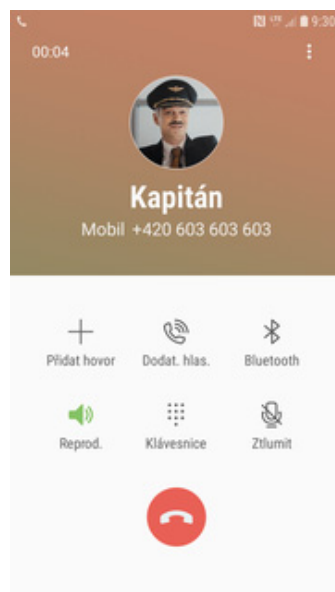 9:30
00:04
Kapitán
Mobil +420 603 603 603
Přidat hovor Dodat. hlas. Bluetooth
Reprod. Klávesnice Ztlumit